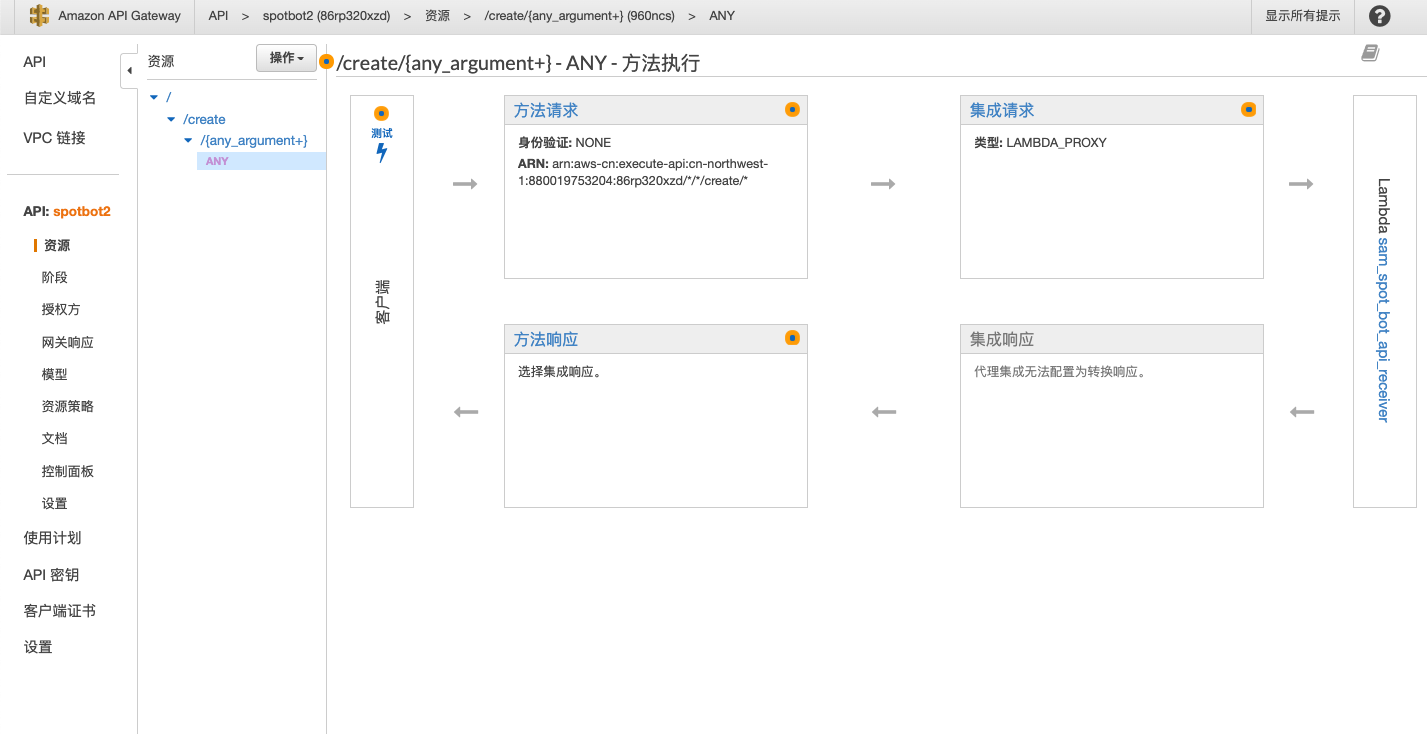 Amazon API Gateway
API > spotbot2 (86rp320xzd) > 资源 > /create/{any_argument+} (960ncs) > ANY
显示所有提示
?
API
自定义域名
VPC 链接
API: spotbot2
资源
阶段
授权方
网关响应
模型
资源策略
文档
控制面板
设置
使用计划
API 密钥
客户端证书
设置
资源
操作
/
/create
/{any_argument+}
ANY
/create/{any_argument+} - ANY - 方法执行
测试
客户端
方法请求
身份验证: NONE
ARN: arn:aws-cn:execute-api:cn-northwest-
1:880019753204:86rp320xzd/*/*/create/*
集成请求
类型: LAMBDA_PROXY
方法响应
选择集成响应。
集成响应
代理集成无法配置为转换响应。
Lambda sam_spot_bot_api_receiver